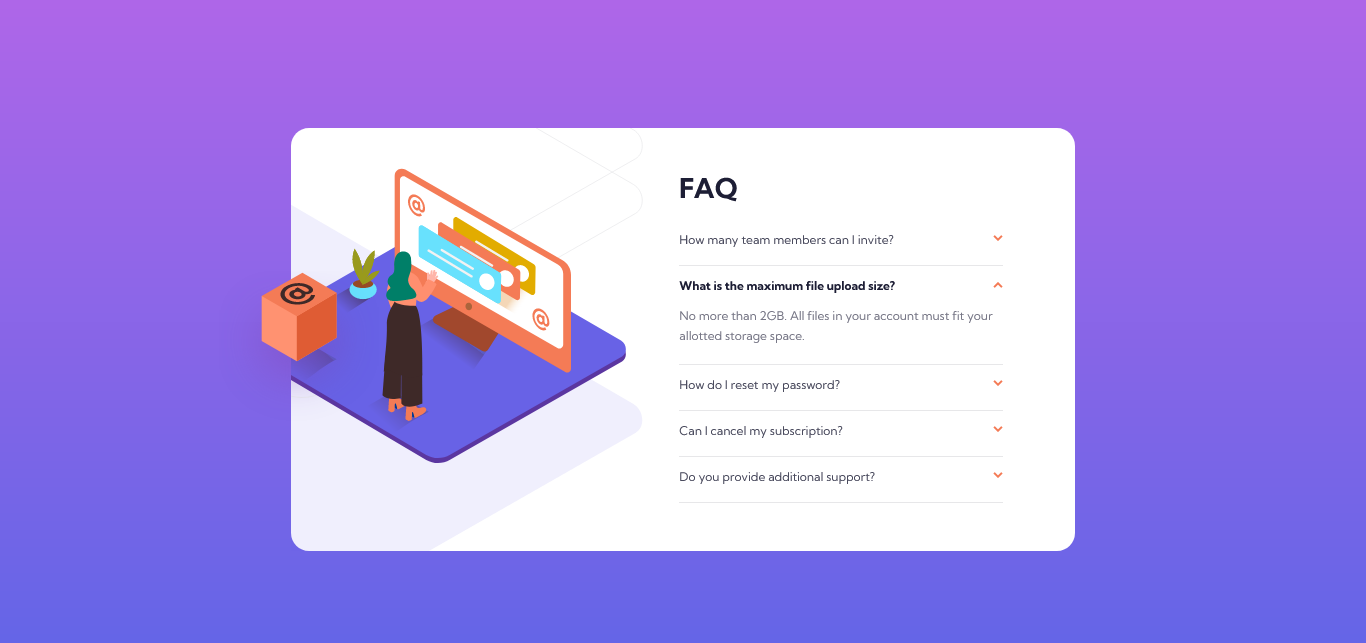 FAQ
How many team members can I invite?
What is the maximum file upload size?
No more than 2GB. All files in your account must fit your
allotted storage space.
How do I reset my password?
Can I cancel my subscription?
Do you provide additional support?
@
@
@